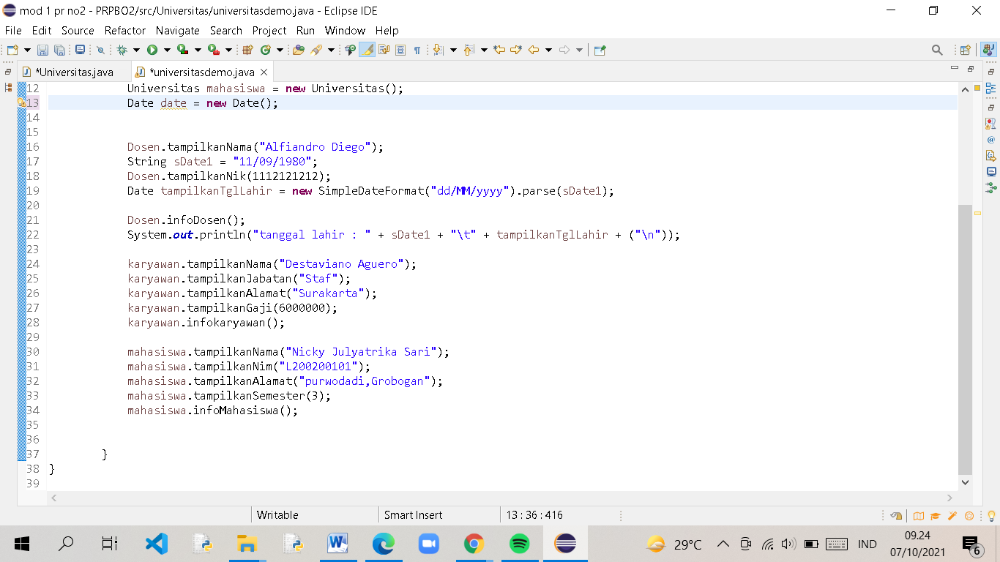 mod 1 pr no2 - PRPBO2/src/Universitas/universitasdemo.java - Eclipse IDE
File Edit Source Refactor Navigate Search Project Run Window Help
*Universitas.java *universitasdemo.java
12 Universitas mahasiswa = new Universitas();
13 Date date = new Date();
14
15
16 Dosen.tampilkanNama("Alfiandro Diego");
17 String sDate1 = "11/09/1980";
18 Dosen.tampilkanNik(1112121212);
19 Date tampilkanTglLahir = new SimpleDateFormat("dd/MM/yyyy").parse(sDate1);
20
21 Dosen.infoDosen();
22 System.out.println("tanggal lahir : " + sDate1 + "\t" + tampilkanTglLahir + ("\n"));
23
24 karyawan.tampilkanNama("Destaviano Aguero");
25 karyawan.tampilkanJabatan("Staf");
26 karyawan.tampilkanAlamat("Surakarta");
27 karyawan.tampilkanGaji(6000000);
28 karyawan.infokaryawan();
29
30 mahasiswa.tampilkanNama("Nicky Julyatrika Sari");
31 mahasiswa.tampilkanNim("L200200101");
32 mahasiswa.tampilkanAlamat("purwodadi,Grobogan");
33 mahasiswa.tampilkanSemester(3);
34 mahasiswa.infoMahasiswa();
35
36
37 }
38 }
39
Writable Smart Insert 13 : 36 : 416
29°C IND 09.24
07/10/2021 6